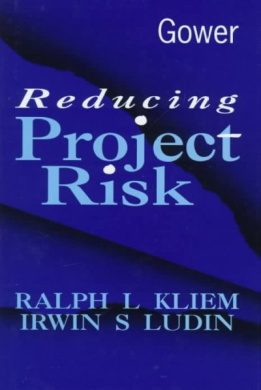 Gower
Reducing
Project
Risk
RALPH L KLIEM
IRWIN S LUDIN